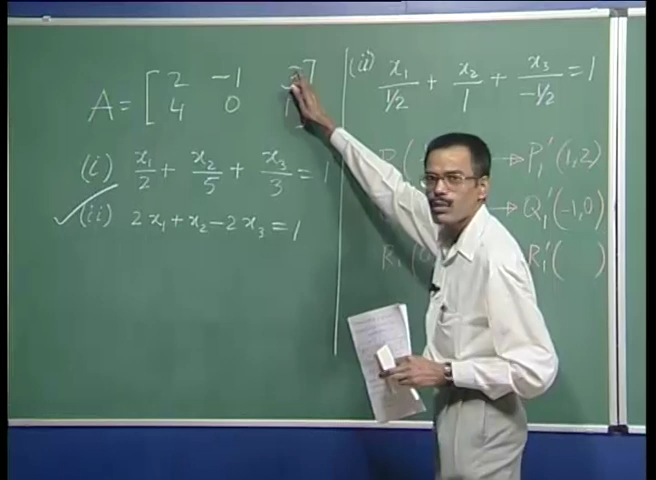 A = [ 2 -1
4 0
(i) x₁/2 + x₂/5 + x₃/3 = 1
(ii) 2x₁ + x₂ - 2x₃ = 1
(ii) x₁/(1/2) + x₂/1 + x₃/(-1/2) = 1
→ P₁'(1,2)
→ Q₁'(-1,0)
R₁( R₁'( )